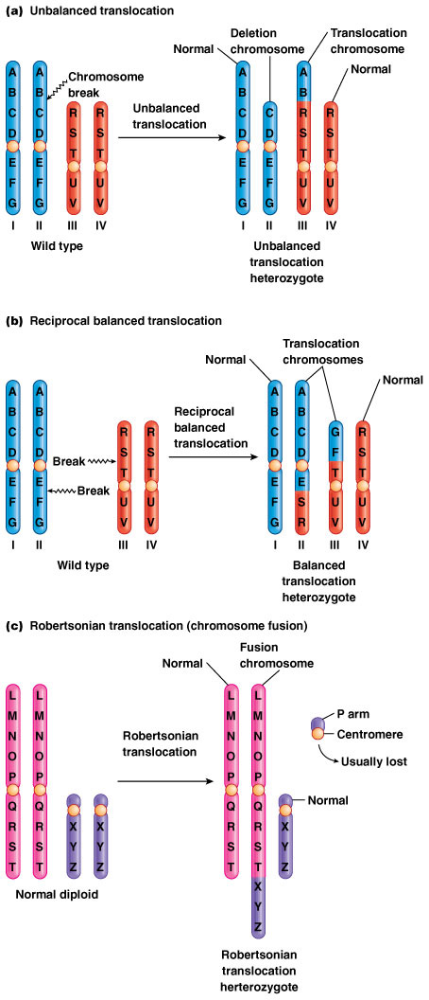 (a) Unbalanced translocation
Normal
Deletion
chromosome
Translocation
chromosome
Normal
Chromosome
break
Unbalanced
translocation
A B C D E F G
A B C D E F G
R S T U V
R S T U V
I II III IV
Wild type
A B C D E F G
C D E F G
A B R S T U V
R S T U V
I II III IV
Unbalanced
translocation
heterozygote
(b) Reciprocal balanced translocation
Normal
Translocation
chromosomes
Normal
Reciprocal
balanced
translocation
Break
Break
A B C D E F G
A B C D E F G
R S T U V
R S T U V
I II III IV
Wild type
A B C D E F G
A B C D E S R
G F T U V
R S T U V
I II III IV
Balanced
translocation
heterozygote
(c) Robertsonian translocation (chromosome fusion)
Normal
Fusion
chromosome
Robertsonian
translocation
P arm
Centromere
Usually lost
Normal
L M N O P Q R S T
L M N O P Q R S T
X Y Z
X Y Z
Normal diploid
L M N O P Q R S T
L M N O P Q R S T X Y Z
X Y Z
Robertsonian
translocation
herterozygote